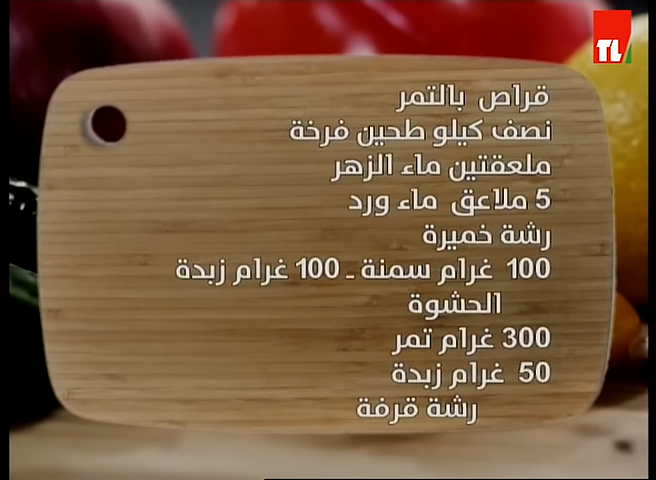 TL
قراص بالتمر
نصف كيلو طحين فرخة
ملعقتين ماء الزهر
5 ملاعق ماء ورد
رشة خميرة
100 غرام سمنة - 100 غرام زبدة
الحشوة
300 غرام تمر
50 غرام زبدة
رشة قرفة